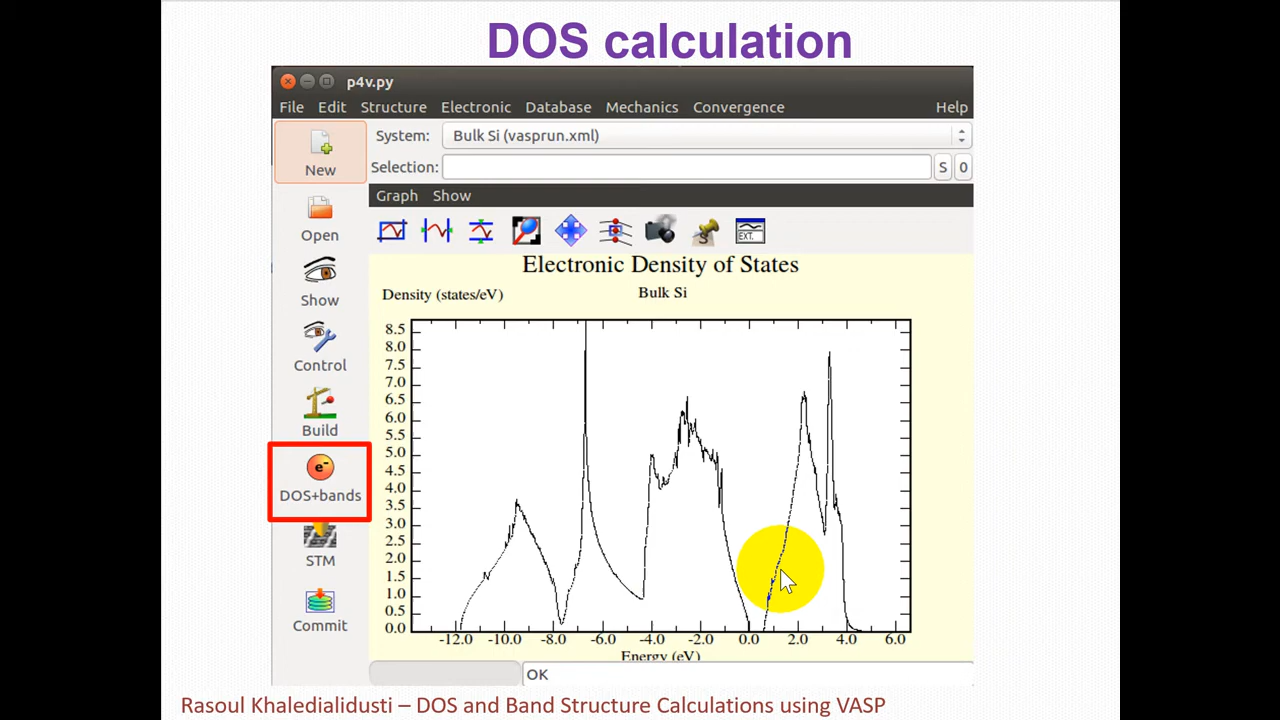 DOS calculation
p4v.py
File Edit Structure Electronic Database Mechanics Convergence Help
System: Bulk Si (vasprun.xml)
Selection: S 0
New
Open
Show
Control
Build
e-
DOS+bands
STM
Commit
Graph Show
S
EXT.
Electronic Density of States
Bulk Si
Density (states/eV)
8.5
8.0
7.5
7.0
6.5
6.0
5.5
5.0
4.5
4.0
3.5
3.0
2.5
2.0
1.5
1.0
0.5
0.0
-12.0 -10.0 -8.0 -6.0 -4.0 -2.0 0.0 2.0 4.0 6.0
Energy (eV)
OK
Rasoul Khaledialidusti – DOS and Band Structure Calculations using VASP